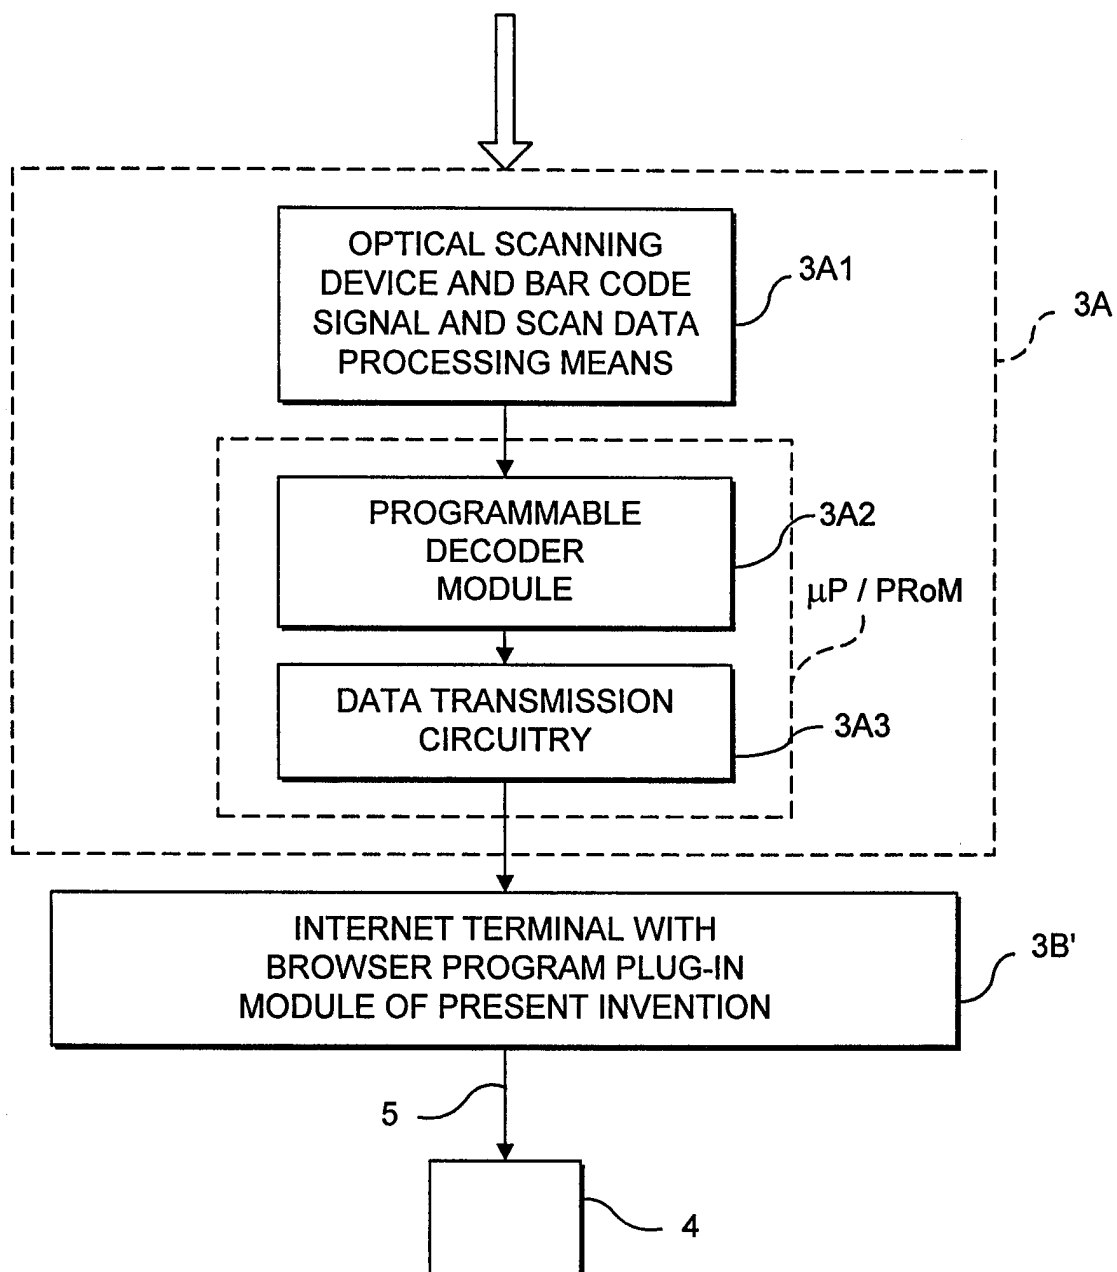 OPTICAL SCANNING
DEVICE AND BAR CODE
SIGNAL AND SCAN DATA
PROCESSING MEANS
3A1
3A
PROGRAMMABLE
DECODER
MODULE
3A2
μP / PRoM
DATA TRANSMISSION
CIRCUITRY
3A3
INTERNET TERMINAL WITH
BROWSER PROGRAM PLUG-IN
MODULE OF PRESENT INVENTION
3B'
5
4